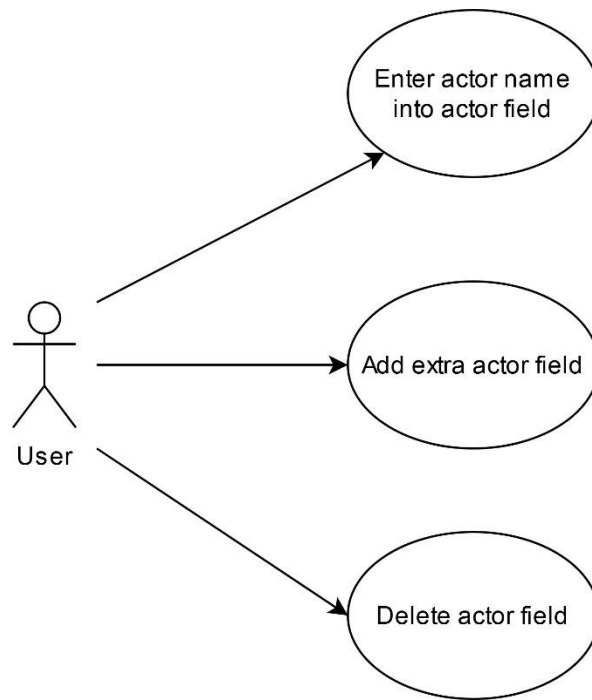 Enter actor name
into actor field
Add extra actor field
User
Delete actor field